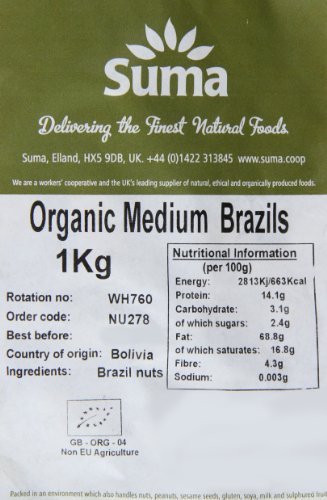 Suma
Delivering the Finest Natural Foods
Suma, Elland, HX5 9DB, UK. +44 (0)1422 313845 www.suma.coop
We are a workers' cooperative and the UK's leading supplier of natural, ethical and organically produced foods.
Organic Medium Brazils
1Kg
Rotation no: WH760
Order code: NU278
Best before:
Country of origin: Bolivia
Ingredients: Brazil nuts
Nutritional Information
(per 100g)
Energy: 2813Kj/663Kcal
Protein: 14.1g
Carbohydrate: 3.1g
of which sugars: 2.4g
Fat: 68.8g
of which saturates: 16.8g
Fibre: 4.3g
Sodium: 0.003g
GB - ORG - 04
Non EU Agriculture
Packed in an environment which also handles nuts, peanuts, sesame seeds, gluten, soya, milk and sulphured fruit